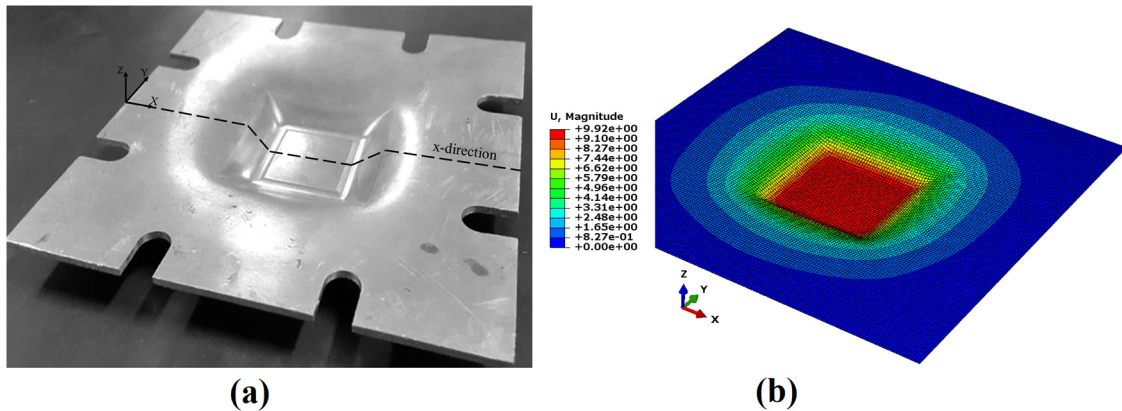 Z
Y
X
x-direction
U, Magnitude
+9.92e+00
+9.10e+00
+8.27e+00
+7.44e+00
+6.62e+00
+5.79e+00
+4.96e+00
+4.14e+00
+3.31e+00
+2.48e+00
+1.65e+00
+8.27e-01
+0.00e+00
Z
Y
X
(a)
(b)